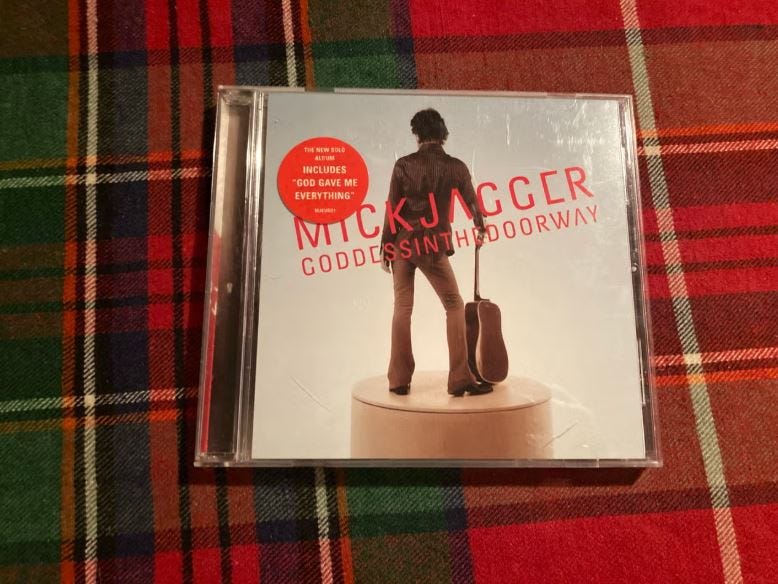 THE NEW SOLO
ALBUM
INCLUDES
"GOD GAVE ME
EVERYTHING"
MICKJAGGER
GODDESSINTHEDOORWAY